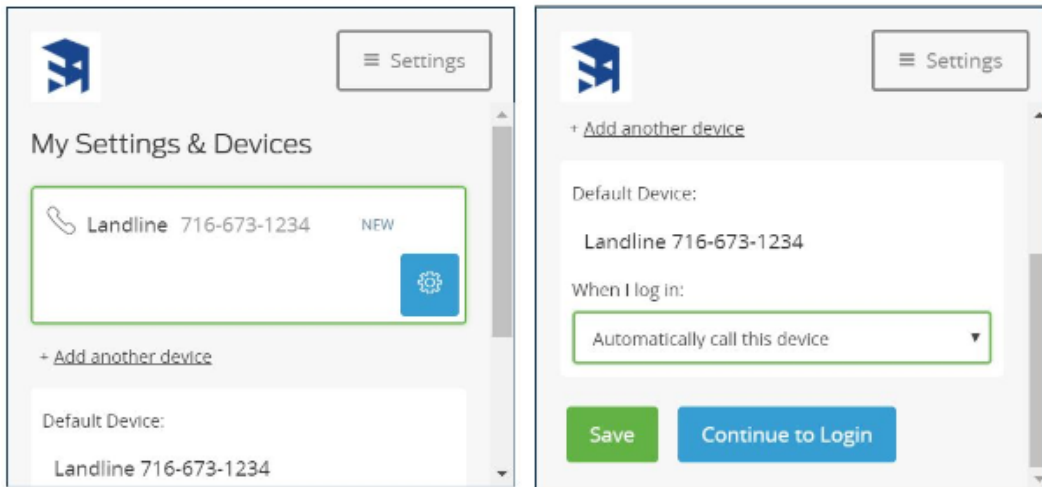 ≡ Settings
My Settings & Devices
Landline 716-673-1234 NEW
+ Add another device
Default Device:
Landline 716-673-1234
≡ Settings
+ Add another device
Default Device:
Landline 716-673-1234
When I log in:
Automatically call this device
Save Continue to Login